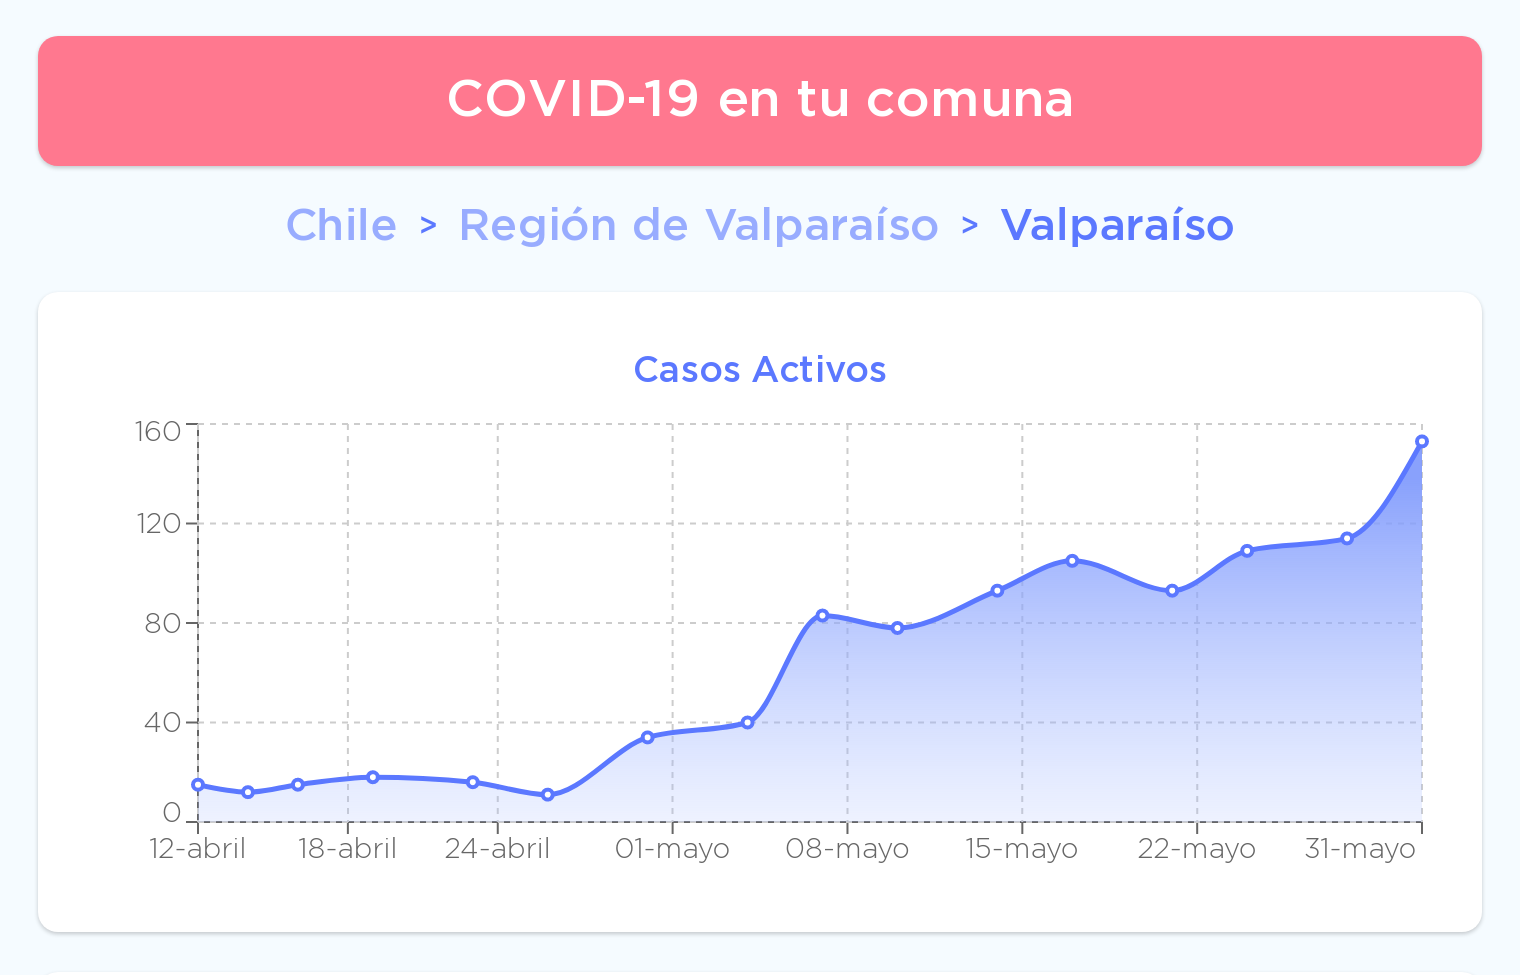 COVID-19 en tu comuna
Chile > Región de Valparaíso > Valparaíso
Casos Activos
160
120
80
40
0
12-abril 18-abril 24-abril 01-mayo 08-mayo 15-mayo 22-mayo 31-mayo